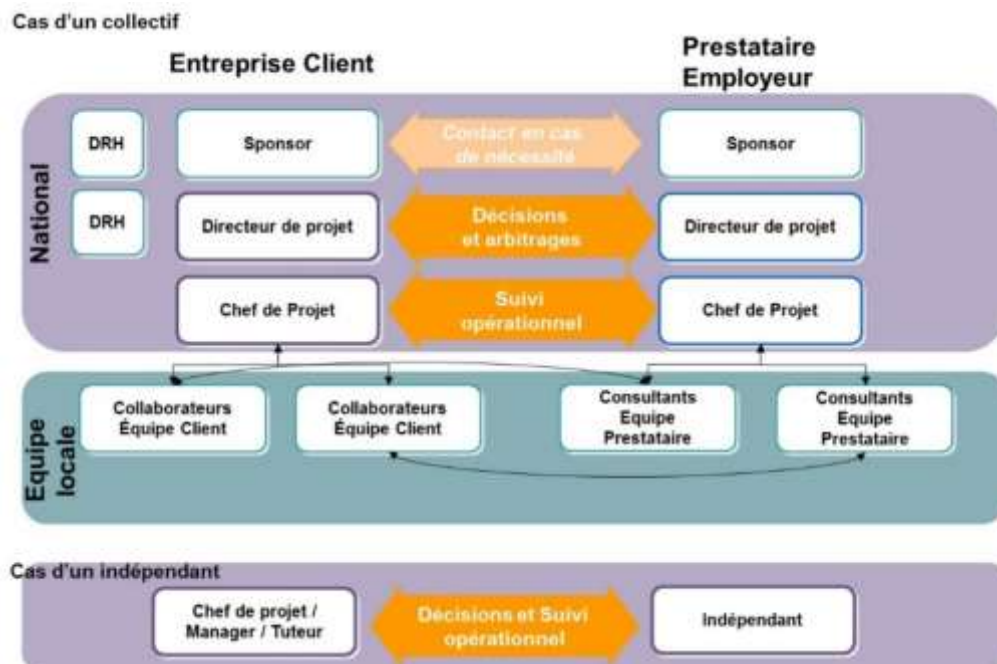 Cas d'un collectif
Entreprise Client
Prestataire
Employeur
National
DRH
Sponsor
Contact en cas
de nécessité
Sponsor
DRH
Directeur de projet
Décisions
et arbitrages
Directeur de projet
Chef de Projet
Suivi
opérationnel
Chef de Projet
Equipe
locale
Collaborateurs
Équipe Client
Collaborateurs
Équipe Client
Consultants
Equipe
Prestataire
Consultants
Equipe
Prestataire
Cas d'un indépendant
Chef de projet /
Manager / Tuteur
Décisions et Suivi
opérationnel
Indépendant